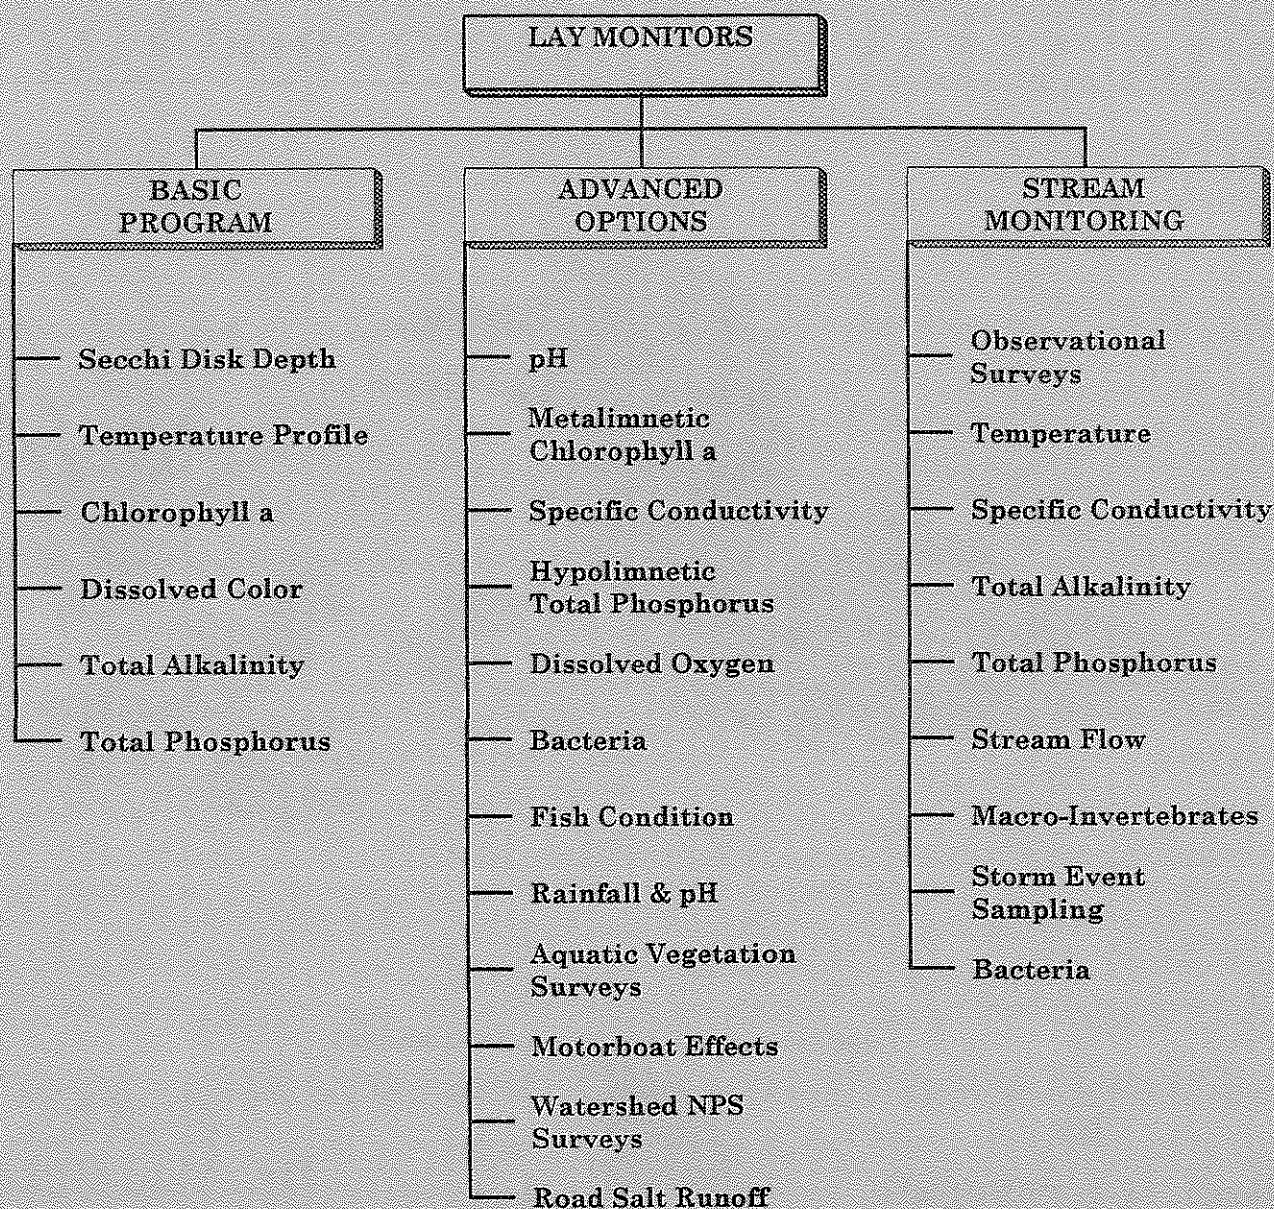 LAY MONITORS
BASIC
PROGRAM
Secchi Disk Depth
Temperature Profile
Chlorophyll a
Dissolved Color
Total Alkalinity
Total Phosphorus
ADVANCED
OPTIONS
pH
Metalimnetic
Chlorophyll a
Specific Conductivity
Hypolimnetic
Total Phosphorus
Dissolved Oxygen
Bacteria
Fish Condition
Rainfall & pH
Aquatic Vegetation
Surveys
Motorboat Effects
Watershed NPS
Surveys
Road Salt Runoff
STREAM
MONITORING
Observational
Surveys
Temperature
Specific Conductivity
Total Alkalinity
Total Phosphorus
Stream Flow
Macro-Invertebrates
Storm Event
Sampling
Bacteria